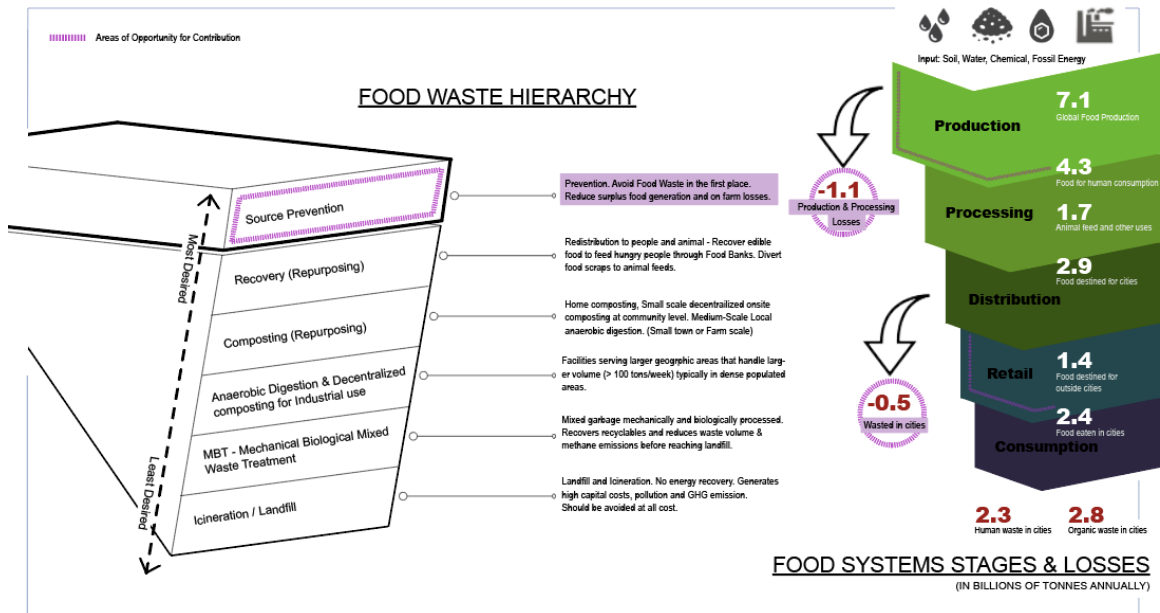 Areas of Opportunity for Contribution
FOOD WASTE HIERARCHY
Most Desired
Least Desired
Source Prevention
Recovery (Repurposing)
Composting (Repurposing)
Anaerobic Digestion & Decentralized
composting for Industrial use
MBT - Mechanical Biological Mixed
Waste Treatment
Icineration / Landfill
Prevention. Avoid Food Waste in the first place.
Reduce surplus food generation and on farm losses.
Redistribution to people and animal - Recover edible
food to feed hungry people through Food Banks. Divert
food scraps to animal feeds.
Home composting, Small scale decentrailized onsite
composting at community level. Medium-Scale Local
anaerobic digestion. (Small town or Farm scale)
Facilities serving larger geogrphic areas that handle larg-
er volume (> 100 tons/week) typically in dense populated
areas.
Mixed garbage mechanically and biologically processed.
Recovers recyclables and reduces waste volume &
methane emissions before reaching landfill.
Landfill and Icineration. No energy recovery. Generates
high capital costs, pollution and GHG emission.
Should be avoided at all cost.
Input: Soil, Water, Chemical, Fossil Energy
Production
7.1
Global Food Production
-1.1
Production & Processing
Losses
4.3
Food for human consumption
Processing
1.7
Animal feed and other uses
2.9
Food destined for cities
Distribution
Retail
1.4
Food destined for
outside cities
-0.5
Wasted in cities
2.4
Food eaten in cities
Consumption
2.3
Human waste in cities
2.8
Organic waste in cities
FOOD SYSTEMS STAGES & LOSSES
(IN BILLIONS OF TONNES ANNUALLY)